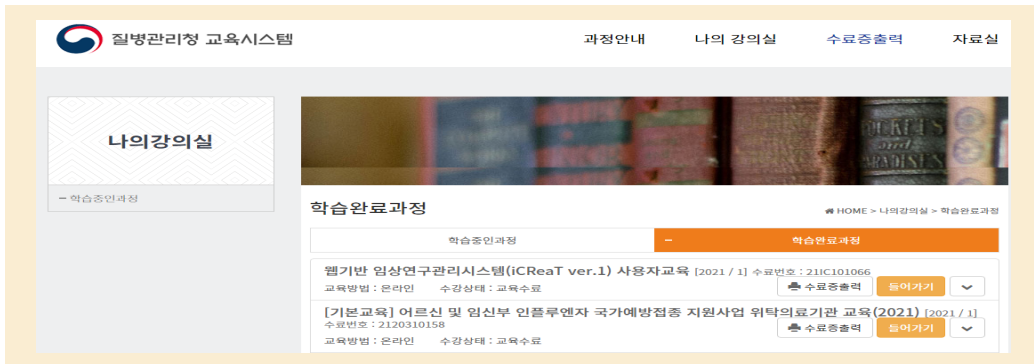 질병관리청 교육시스템
과정안내 나의 강의실 수료증출력 자료실
나의강의실
학습중인과정
학습완료과정
HOME > 나의강의실 > 학습완료과정
학습중인과정
학습완료과정
웹기반 임상연구관리시스템(iCReaT ver.1) 사용자교육 [2021 / 1] 수료번호 : 21IC101066
교육방법 : 온라인 수강상태 : 교육수료
수료증출력 들어가기
[기본교육] 어르신 및 임신부 인플루엔자 국가예방접종 지원사업 위탁의료기관 교육(2021) [2021 / 1]
수료번호 : 2120310158
교육방법 : 온라인 수강상태 : 교육수료
수료증출력 들어가기